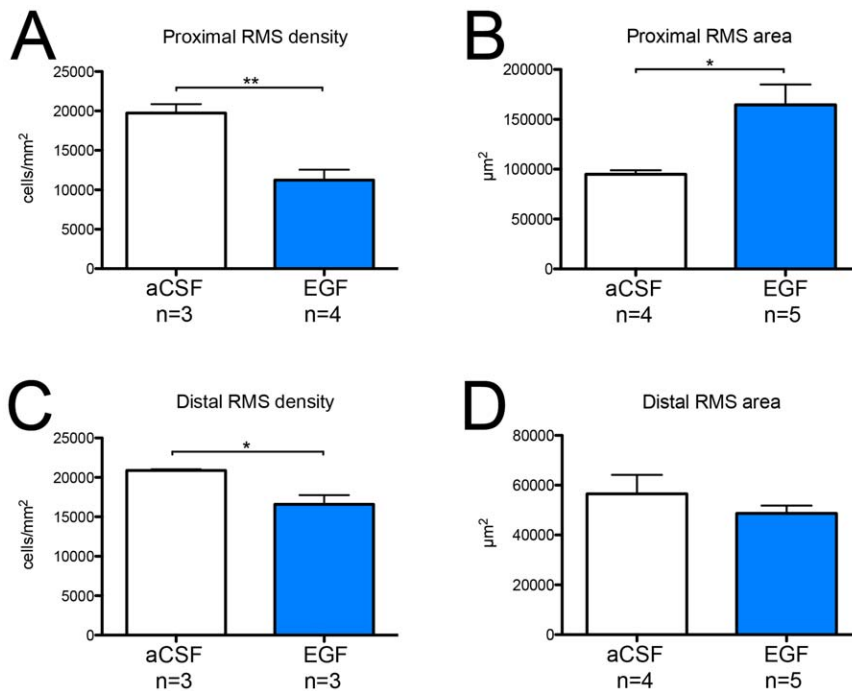 A
Proximal RMS density
25000
20000
15000
10000
5000
0
cells/mm²
**
aCSF
n=3
EGF
n=4
B
Proximal RMS area
200000
150000
100000
50000
0
µm²
*
aCSF
n=4
EGF
n=5
C
Distal RMS density
25000
20000
15000
10000
5000
0
cells/mm²
*
aCSF
n=3
EGF
n=3
D
Distal RMS area
80000
60000
40000
20000
0
µm²
aCSF
n=4
EGF
n=5